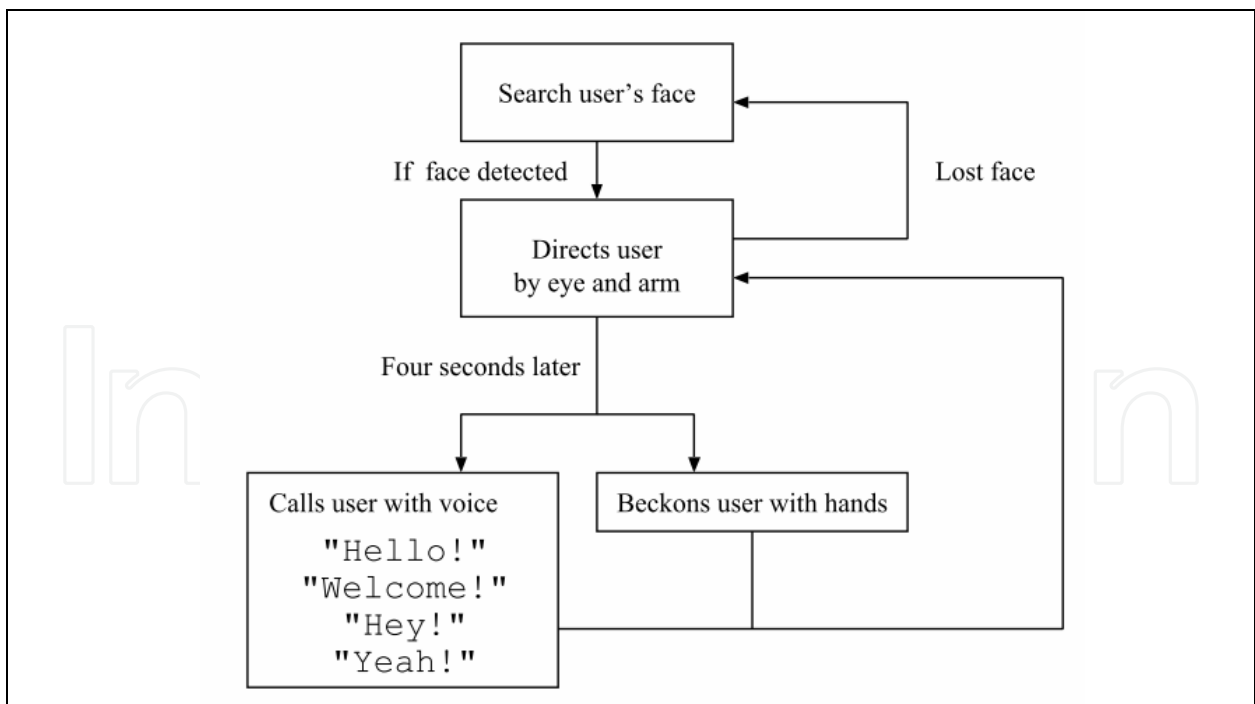 Search user's face
If face detected
Lost face
Directs user
by eye and arm
Four seconds later
Calls user with voice
"Hello!"
"Welcome!"
"Hey!"
"Yeah!"
Beckons user with hands